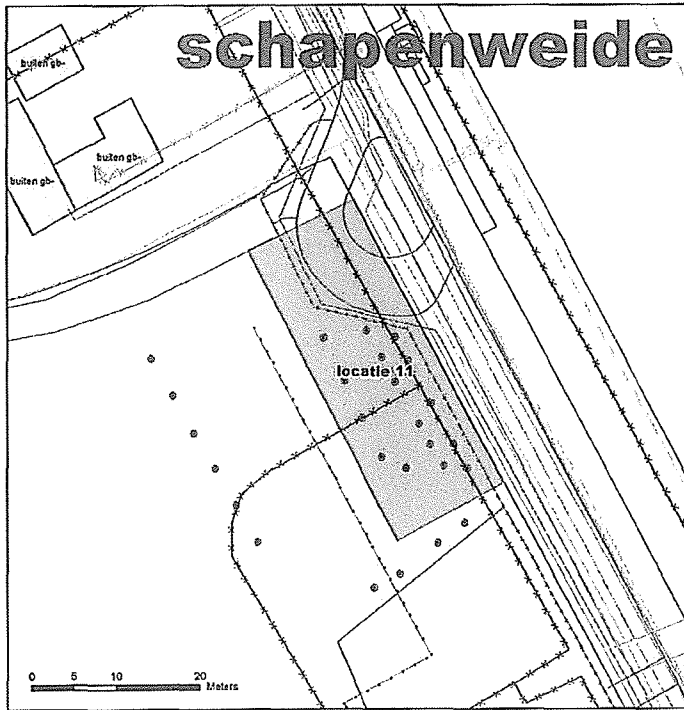 schapenweide
buiten gb-
buiten gb-
buiten gb-
locatie 11
0 5 10 20
Meters